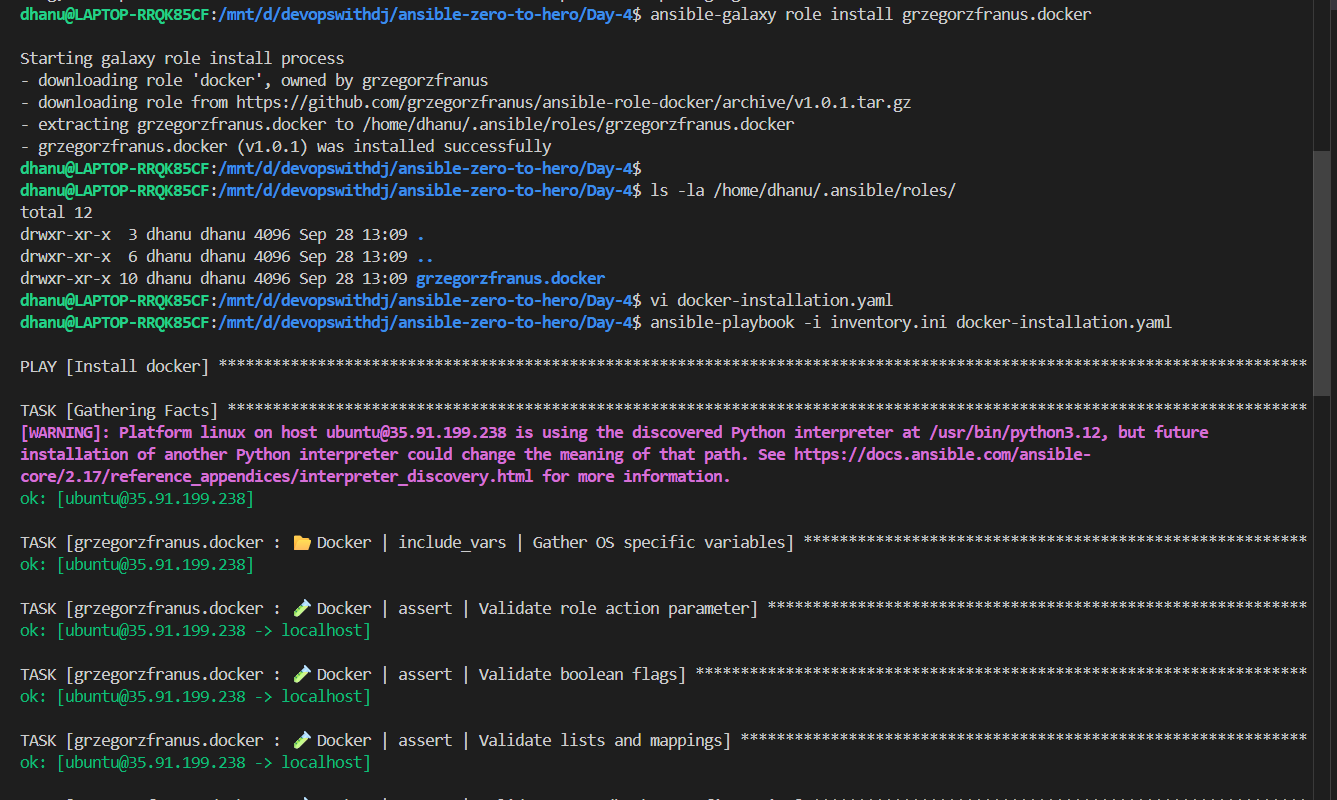 dhanu@LAPTOP-RRQK85CF:/mnt/d/devopswithdj/ansible-zero-to-hero/Day-4$ ansible-galaxy role install grzegorzfranus.docker
Starting galaxy role install process
- downloading role 'docker', owned by grzegorzfranus
- downloading role from https://github.com/grzegorzfranus/ansible-role-docker/archive/v1.0.1.tar.gz
- extracting grzegorzfranus.docker to /home/dhanu/.ansible/roles/grzegorzfranus.docker
- grzegorzfranus.docker (v1.0.1) was installed successfully
dhanu@LAPTOP-RRQK85CF:/mnt/d/devopswithdj/ansible-zero-to-hero/Day-4$
dhanu@LAPTOP-RRQK85CF:/mnt/d/devopswithdj/ansible-zero-to-hero/Day-4$ ls -la /home/dhanu/.ansible/roles/
total 12
drwxr-xr-x  3 dhanu dhanu 4096 Sep 28 13:09 .
drwxr-xr-x  6 dhanu dhanu 4096 Sep 28 13:09 ..
drwxr-xr-x 10 dhanu dhanu 4096 Sep 28 13:09 grzegorzfranus.docker
dhanu@LAPTOP-RRQK85CF:/mnt/d/devopswithdj/ansible-zero-to-hero/Day-4$ vi docker-installation.yaml
dhanu@LAPTOP-RRQK85CF:/mnt/d/devopswithdj/ansible-zero-to-hero/Day-4$ ansible-playbook -i inventory.ini docker-installation.yaml
PLAY [Install docker] *************************************************************************************************************************
TASK [Gathering Facts] ************************************************************************************************************************
[WARNING]: Platform linux on host ubuntu@35.91.199.238 is using the discovered Python interpreter at /usr/bin/python3.12, but future
installation of another Python interpreter could change the meaning of that path. See https://docs.ansible.com/ansible-
core/2.17/reference_appendices/interpreter_discovery.html for more information.
ok: [ubuntu@35.91.199.238]
TASK [grzegorzfranus.docker : 📂 Docker | include_vars | Gather OS specific variables] ********************************************************
ok: [ubuntu@35.91.199.238]
TASK [grzegorzfranus.docker : 🧪 Docker | assert | Validate role action parameter] ************************************************************
ok: [ubuntu@35.91.199.238 -> localhost]
TASK [grzegorzfranus.docker : 🧪 Docker | assert | Validate boolean flags] ********************************************************************
ok: [ubuntu@35.91.199.238 -> localhost]
TASK [grzegorzfranus.docker : 🧪 Docker | assert | Validate lists and mappings] ***************************************************************
ok: [ubuntu@35.91.199.238 -> localhost]